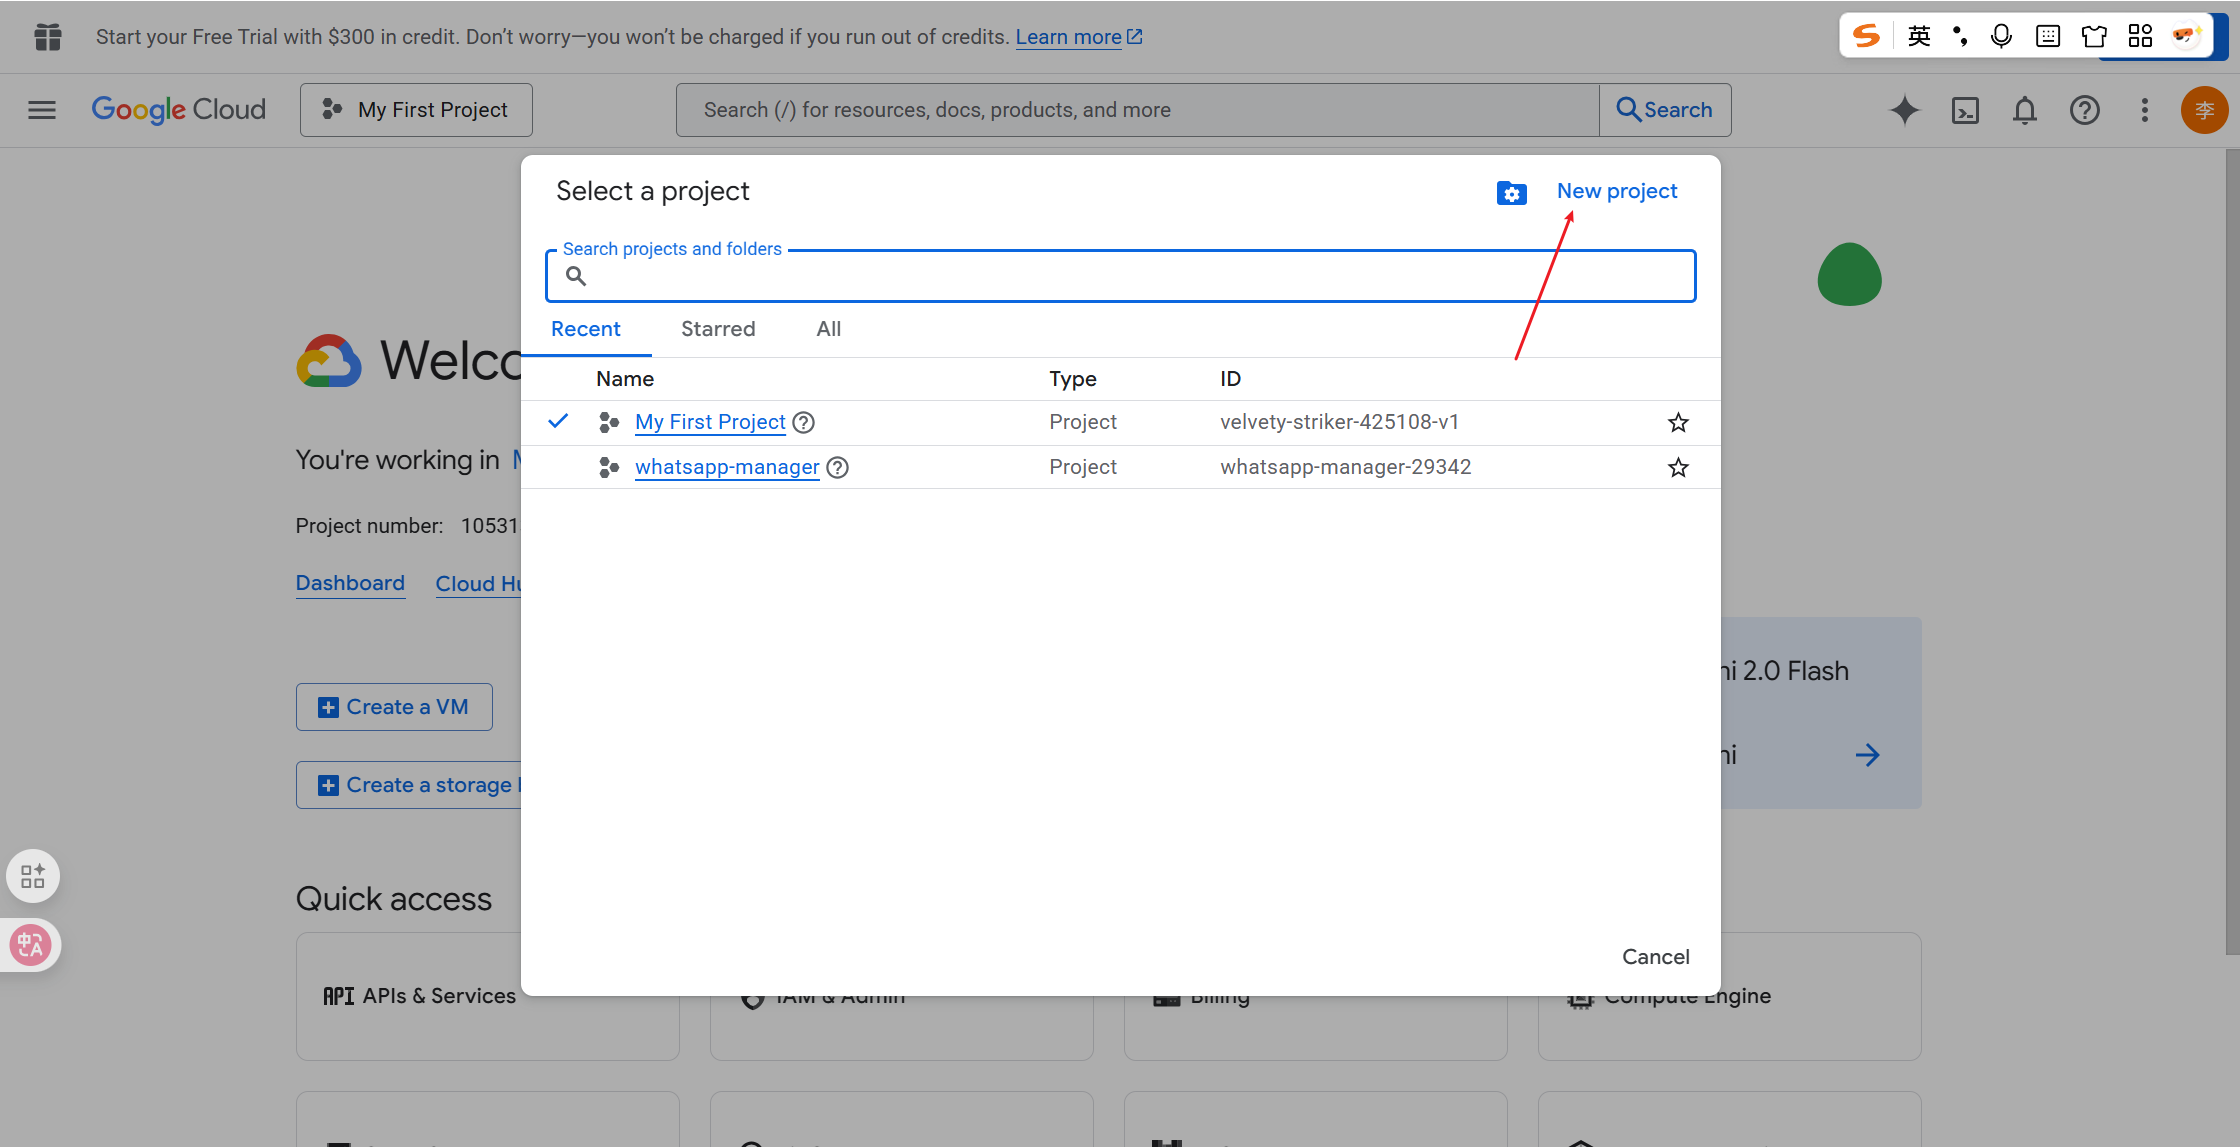 Start your Free Trial with $300 in credit. Don’t worry—you won’t be charged if you run out of credits. Learn more
英
Google Cloud
My First Project
Search (/) for resources, docs, products, and more
Search
李
Select a project
New project
Search projects and folders
Recent
Starred
All
Name
Type
ID
My First Project
Project
velvety-striker-425108-v1
whatsapp-manager
Project
whatsapp-manager-29342
You're working in
Project number: 10531
Dashboard
Cloud
Create a VM
Create a storage
2.0 Flash
Quick access
Cancel
API APIs & Services
IAM & Admin
Billing
Compute Engine
中A